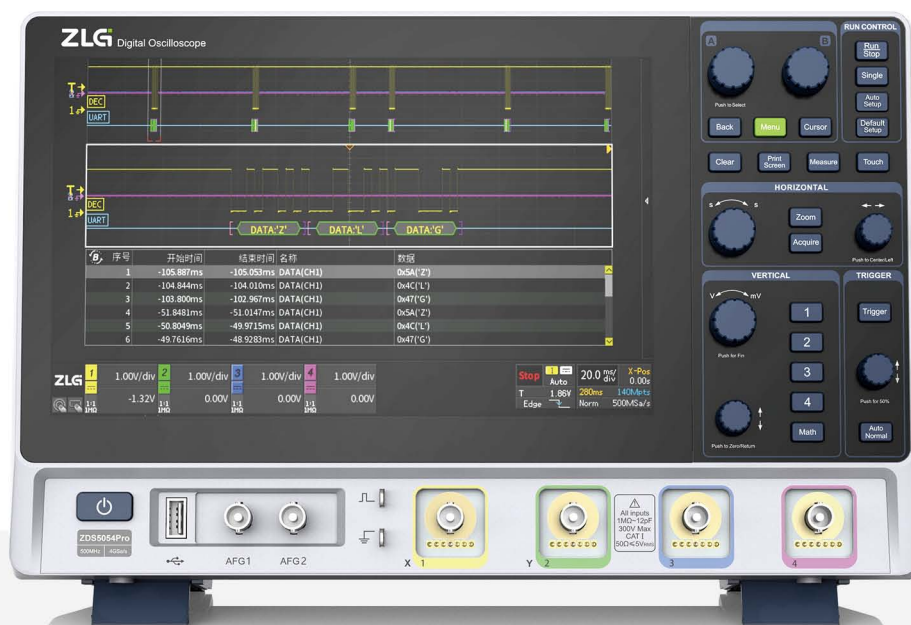 ZLG Digital Oscilloscope
T
DEC
1
UART
T
DEC
1
UART
DATA:'Z' DATA:'L' DATA:'G'
B 序号 开始时间 结束时间 名称 数据
1 -105.887ms -105.053ms DATA(CH1) 0x5A('Z')
2 -104.844ms -104.010ms DATA(CH1) 0x4C('L')
3 -103.800ms -102.967ms DATA(CH1) 0x47('G')
4 -51.8481ms -51.0147ms DATA(CH1) 0x5A('Z')
5 -50.8049ms -49.9715ms DATA(CH1) 0x4C('L')
6 -49.7616ms -48.9283ms DATA(CH1) 0x47('G')
ZLG
1 1.00V/div 2 1.00V/div 3 1.00V/div 4 1.00V/div
-1.32V 0.00V 0.00V 0.00V
1:1 1MΩ 1:1 1MΩ 1:1 1MΩ 1:1 1MΩ
Stop 1 Auto 20.0 ms/div X-Pos 0.00s
T 1.86V 280ms 140Mpts
Edge Norm 500MSa/s
A B
Push to Select
Back Menu Cursor
RUN CONTROL
Run Stop
Single
Auto Setup
Default Setup
Clear Print Screen Measure Touch
HORIZONTAL
s s
Zoom
Acquire
Push to Center/Left
VERTICAL
V mV
Push for Fin
1
2
3
4
Math
Push to Zero/Return
TRIGGER
Trigger
Push for 50%
Auto Normal
ZDS5054Pro
500MHz 4GSa/s
AFG1 AFG2
X 1
Y 2
All inputs
1MΩ~12pF
300V Max
CAT I
50Ω≤5Vrms
3
4